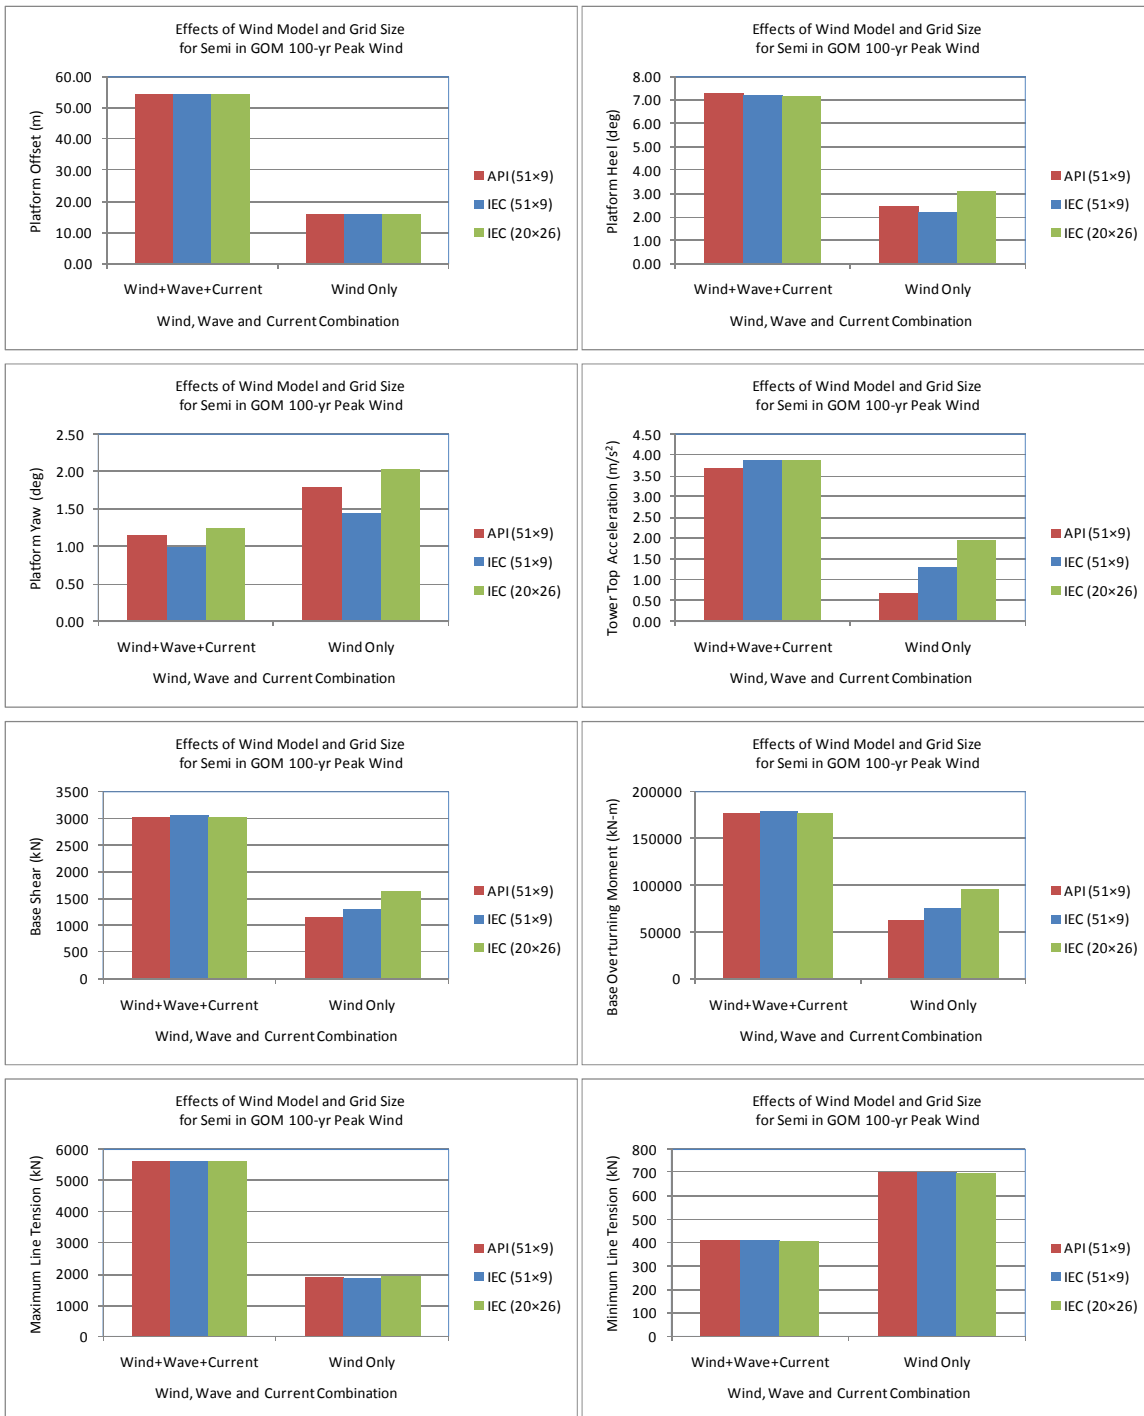 Effects of Wind Model and Grid Size
for Semi in GOM 100-yr Peak Wind
60.00
50.00
40.00
30.00
20.00
10.00
0.00
Platform Offset (m)
Wind+Wave+Current
Wind Only
Wind, Wave and Current Combination
API (51×9)
IEC (51×9)
IEC (20×26)
Effects of Wind Model and Grid Size
for Semi in GOM 100-yr Peak Wind
8.00
7.00
6.00
5.00
4.00
3.00
2.00
1.00
0.00
Platform Heel (deg)
Wind+Wave+Current
Wind Only
Wind, Wave and Current Combination
API (51×9)
IEC (51×9)
IEC (20×26)
Effects of Wind Model and Grid Size
for Semi in GOM 100-yr Peak Wind
2.50
2.00
1.50
1.00
0.50
0.00
Platform Yaw (deg)
Wind+Wave+Current
Wind Only
Wind, Wave and Current Combination
API (51×9)
IEC (51×9)
IEC (20×26)
Effects of Wind Model and Grid Size
for Semi in GOM 100-yr Peak Wind
4.50
4.00
3.50
3.00
2.50
2.00
1.50
1.00
0.50
0.00
Tower Top Acceleration (m/s²)
Wind+Wave+Current
Wind Only
Wind, Wave and Current Combination
API (51×9)
IEC (51×9)
IEC (20×26)
Effects of Wind Model and Grid Size
for Semi in GOM 100-yr Peak Wind
3500
3000
2500
2000
1500
1000
500
0
Base Shear (kN)
Wind+Wave+Current
Wind Only
Wind, Wave and Current Combination
API (51×9)
IEC (51×9)
IEC (20×26)
Effects of Wind Model and Grid Size
for Semi in GOM 100-yr Peak Wind
200000
150000
100000
50000
0
Base Overturning Moment (kN-m)
Wind+Wave+Current
Wind Only
Wind, Wave and Current Combination
API (51×9)
IEC (51×9)
IEC (20×26)
Effects of Wind Model and Grid Size
for Semi in GOM 100-yr Peak Wind
6000
5000
4000
3000
2000
1000
0
Maximum Line Tension (kN)
Wind+Wave+Current
Wind Only
Wind, Wave and Current Combination
API (51×9)
IEC (51×9)
IEC (20×26)
Effects of Wind Model and Grid Size
for Semi in GOM 100-yr Peak Wind
800
700
600
500
400
300
200
100
0
Minimum Line Tension (kN)
Wind+Wave+Current
Wind Only
Wind, Wave and Current Combination
API (51×9)
IEC (51×9)
IEC (20×26)